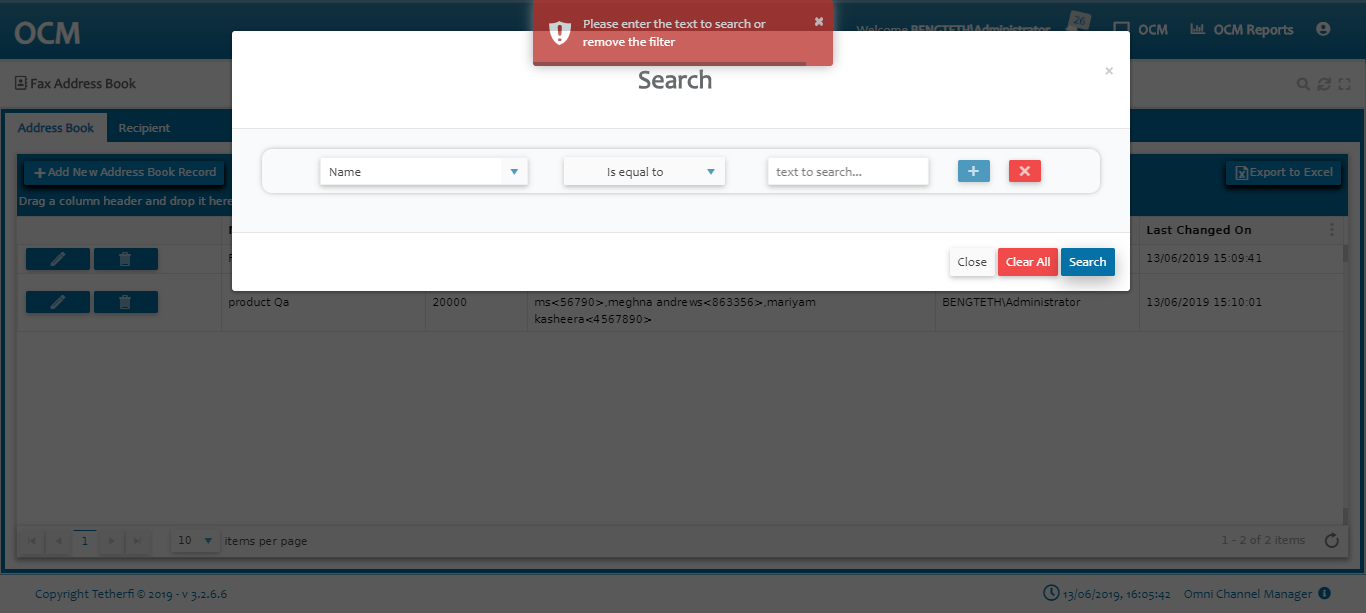 OCM
Please enter the text to search or
remove the filter
Welcome BENGTETH\Administrator
26
OCM
OCM Reports
Fax Address Book
Search
Address Book
Recipient
Name
Is equal to
text to search...
Add New Address Book Record
Export to Excel
Drag a column header and drop it here
Last Changed On
13/06/2019 15:09:41
Close
Clear All
Search
product Qa
20000
ms<56790>,meghna andrews<863356>,mariyam
kasheera<4567890>
BENGTETH\Administrator
13/06/2019 15:10:01
1
10
items per page
1 - 2 of 2 items
Copyright Tetherfi © 2019 - v 3.2.6.6
13/06/2019, 16:05:42
Omni Channel Manager